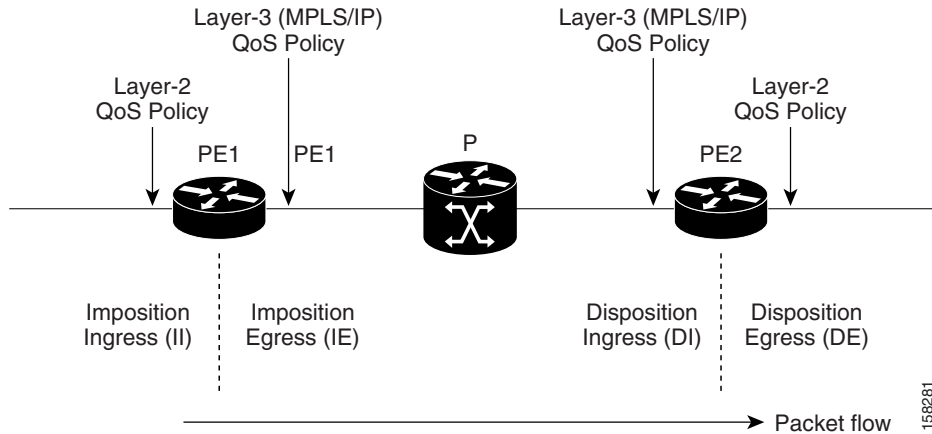 Layer-3 (MPLS/IP)
QoS Policy
Layer-3 (MPLS/IP)
QoS Policy
Layer-2
QoS Policy
Layer-2
QoS Policy
PE1
PE1
P
PE2
Imposition
Ingress (II)
Imposition
Egress (IE)
Disposition
Ingress (DI)
Disposition
Egress (DE)
Packet flow
158281